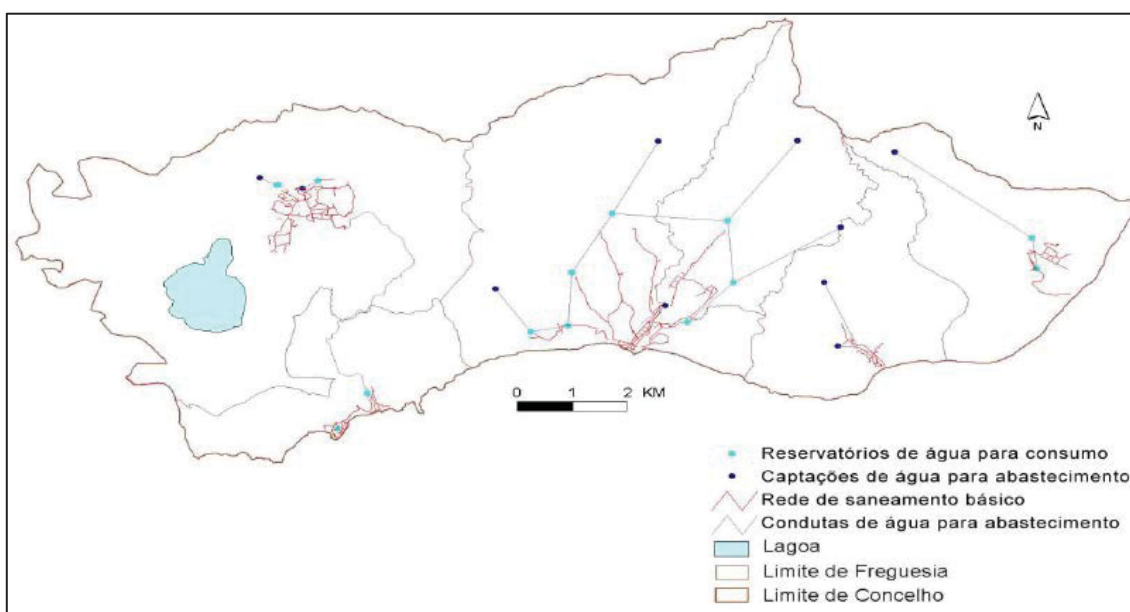 N
0 1 2 KM
Reservatórios de água para consumo
Captações de água para abastecimento
Rede de saneamento básico
Condutas de água para abastecimento
Lagoa
Limite de Freguesia
Limite de Concelho